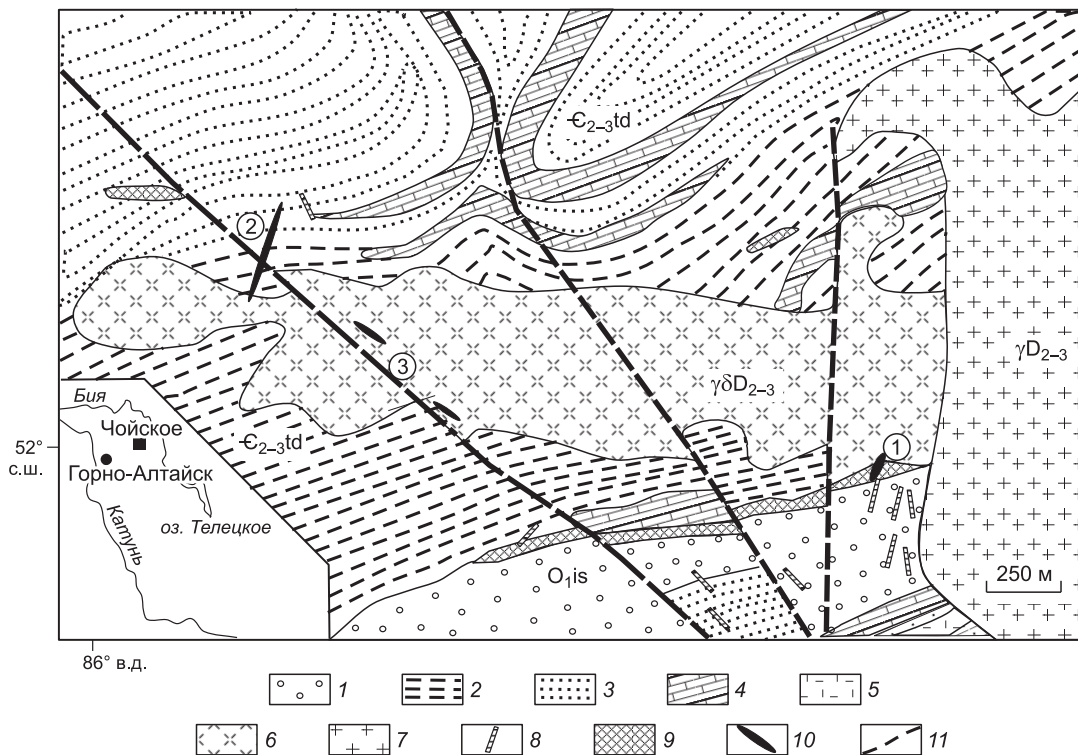 Є₂₋₃td
②
③
γδD₂₋₃
γD₂₋₃
Є₂₋₃td
①
Бия
Чойское
52°
с.ш.
Горно-Алтайск
оз. Телецкое
Катунь
O₁is
250 м
86° в.д.
1 2 3 4 5
6 7 8 9 10 11